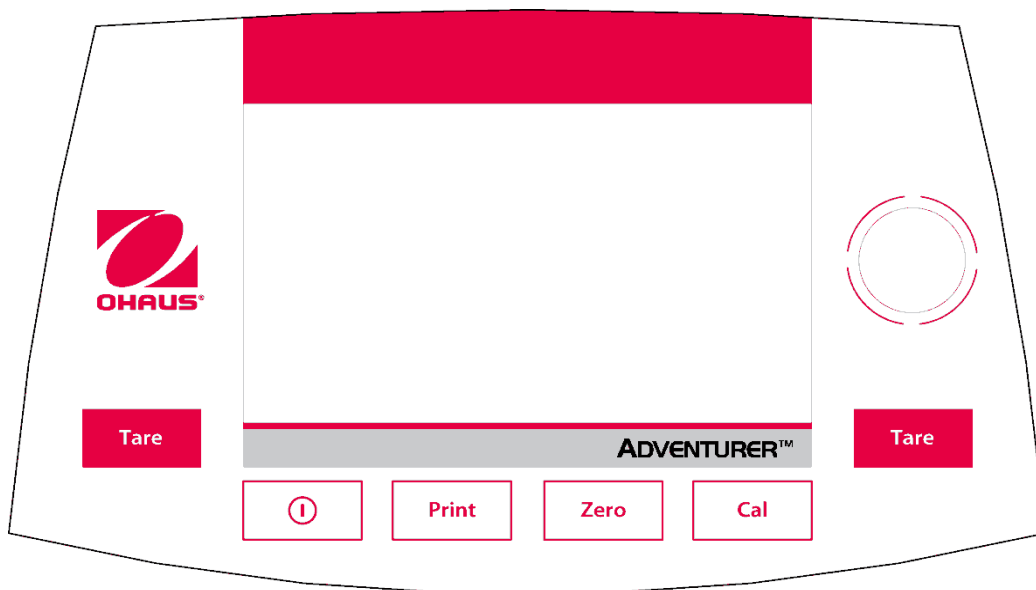 OHAUS®
Tare
Tare
ADVENTURER™
Print
Zero
Cal